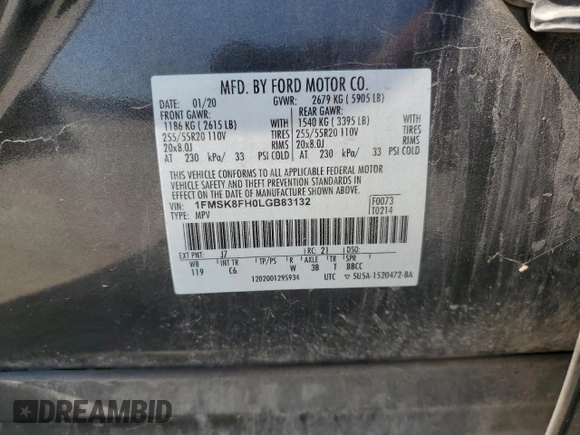 MFD. BY FORD MOTOR CO.
DATE: 01/20 GVWR: 2679 KG ( 5905 LB)
FRONT GAWR: REAR GAWR:
1186 KG ( 2615 LB) WITH 1540 KG ( 3395 LB) WITH
255/55R20 110V TIRES 255/55R20 110V TIRES
20x8.0J RIMS 20x8.0J RIMS
AT 230 kPa/ 33 PSI COLD AT 230 kPa/ 33 PSI COLD
THIS VEHICLE CONFORMS TO ALL APPLICABLE FEDERAL MOTOR
VEHICLE SAFETY AND THEFT PREVENTION STANDARDS IN
EFFECT ON THE DATE OF MANUFACTURE SHOWN ABOVE.
VIN: 1FMSK8FH0LGB83132 F0073
TYPE: MPV T0214
EXT PNT: J7 RC: 21 DSO:
WB INT TR TP/PS R AXLE TR SPR
119 C6 W 3B T BBCC
1202001295934 UTC ▽ 5USA-1520472-BA
DREAMBID